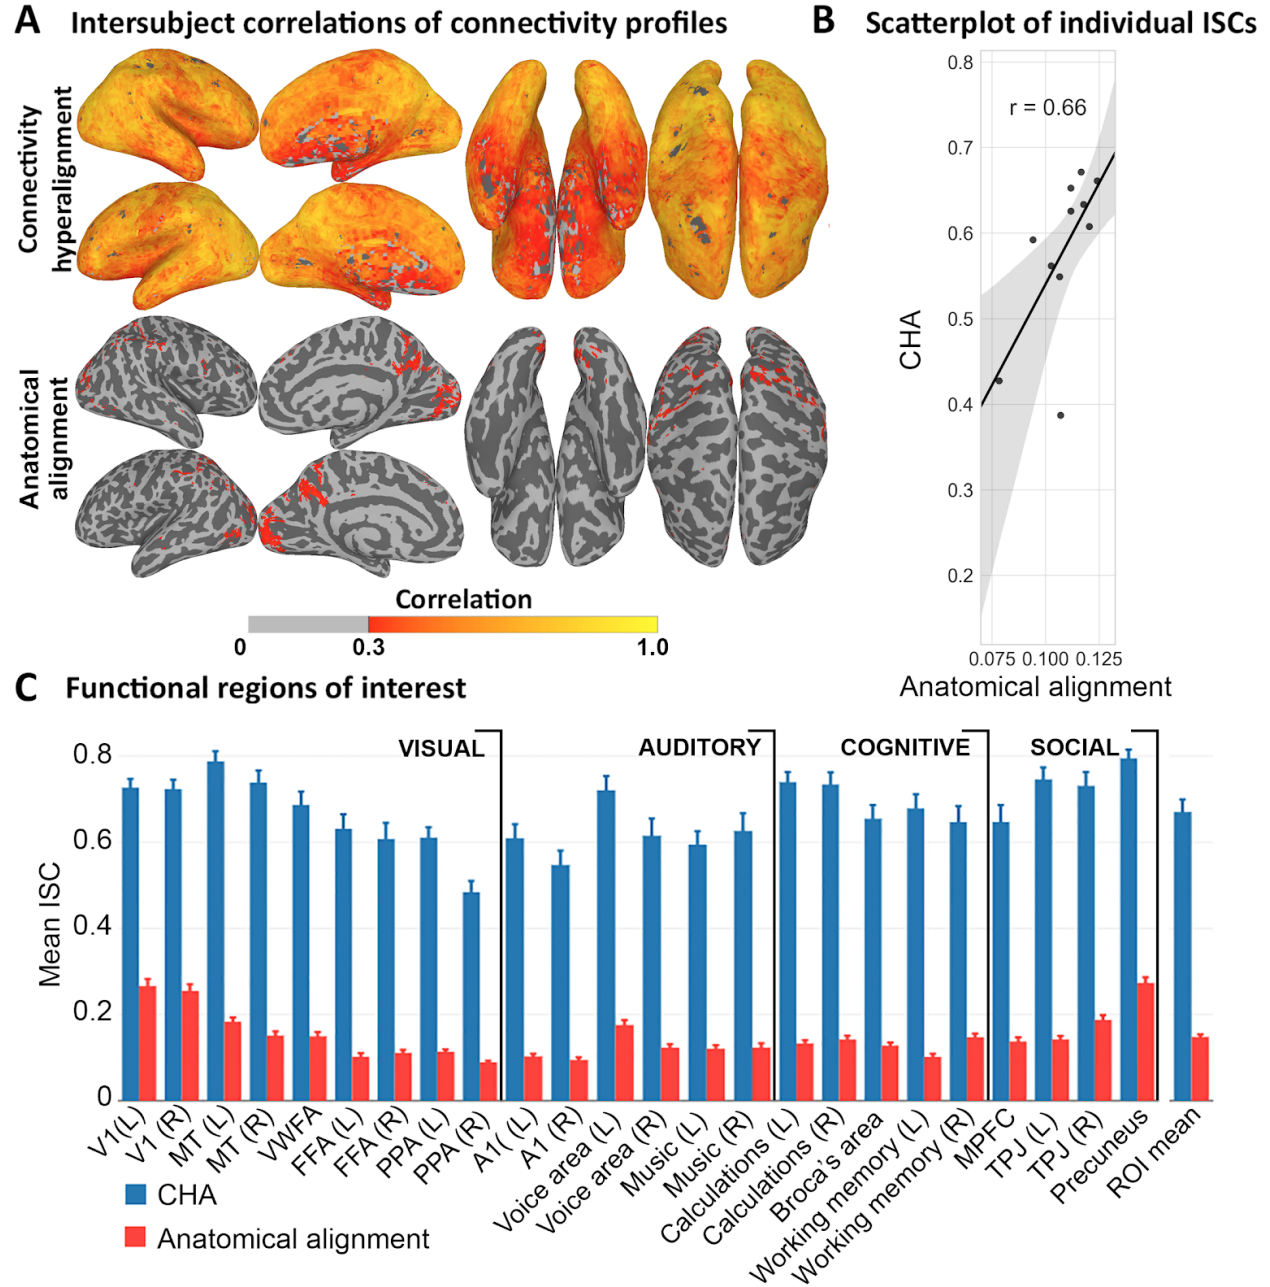 A Intersubject correlations of connectivity profiles
B Scatterplot of individual ISCs
Connectivity
hyperalignment
Anatomical
alignment
Correlation
0 0.3 1.0
r = 0.66
CHA
0.8
0.7
0.6
0.5
0.4
0.3
0.2
0.075 0.100 0.125
Anatomical alignment
C Functional regions of interest
VISUAL AUDITORY COGNITIVE SOCIAL
Mean ISC
0.8
0.6
0.4
0.2
0
V1(L)
V1 (R)
MT (L)
MT (R)
VWFA
FFA (L)
FFA (R)
PPA (L)
PPA (R)
A1( (L)
A1 (R)
Voice area (L)
Voice area (R)
Music (L)
Music (R)
Calculations (L)
Calculations (R)
Broca's area
Working memory (L)
Working memory (R)
MPFC
TPJ (L)
TPJ (R)
Precuneus
ROI mean
CHA
Anatomical alignment